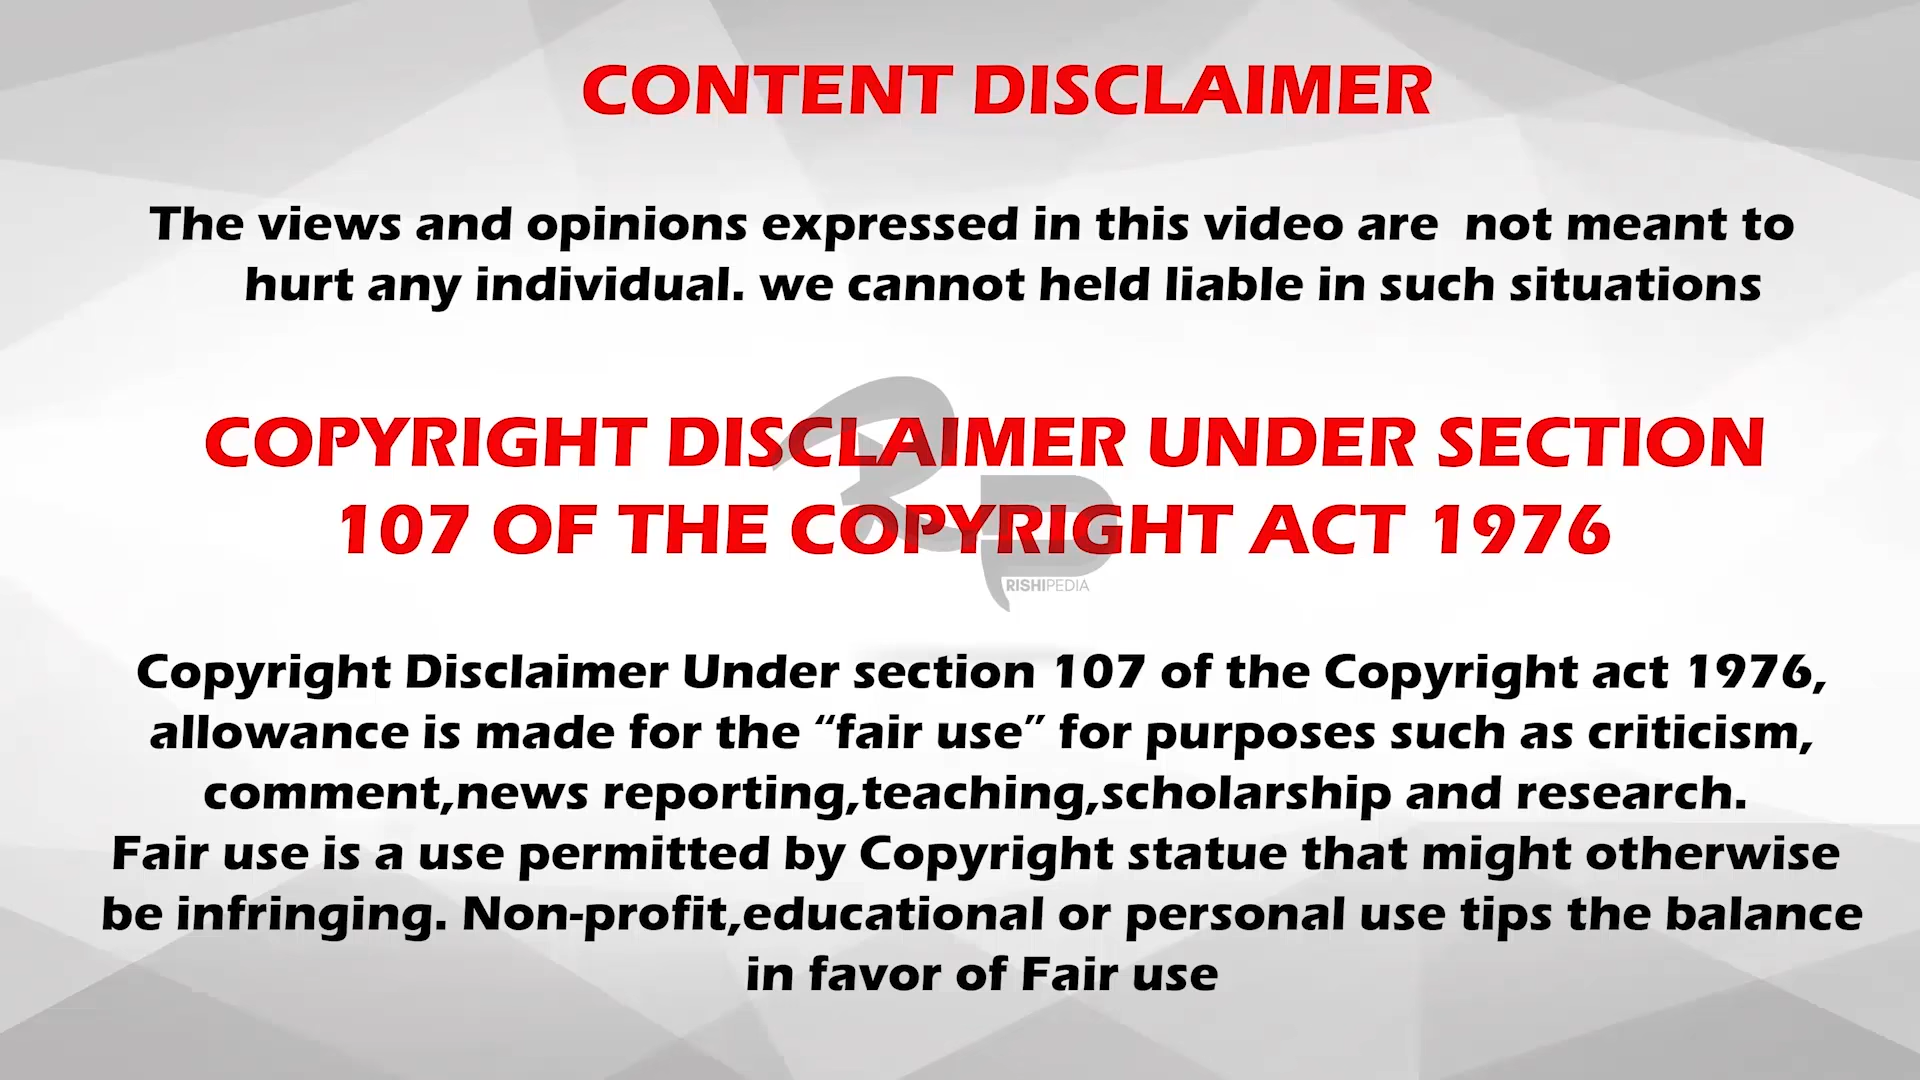 CONTENT DISCLAIMER
The views and opinions expressed in this video are  not meant to
hurt any individual. we cannot held liable in such situations
COPYRIGHT DISCLAIMER UNDER SECTION
107 OF THE COPYRIGHT ACT 1976
RISHIPEDIA
Copyright Disclaimer Under section 107 of the Copyright act 1976,
allowance is made for the “fair use” for purposes such as criticism,
comment,news reporting,teaching,scholarship and research.
Fair use is a use permitted by Copyright statue that might otherwise
be infringing. Non-profit,educational or personal use tips the balance
in favor of Fair use